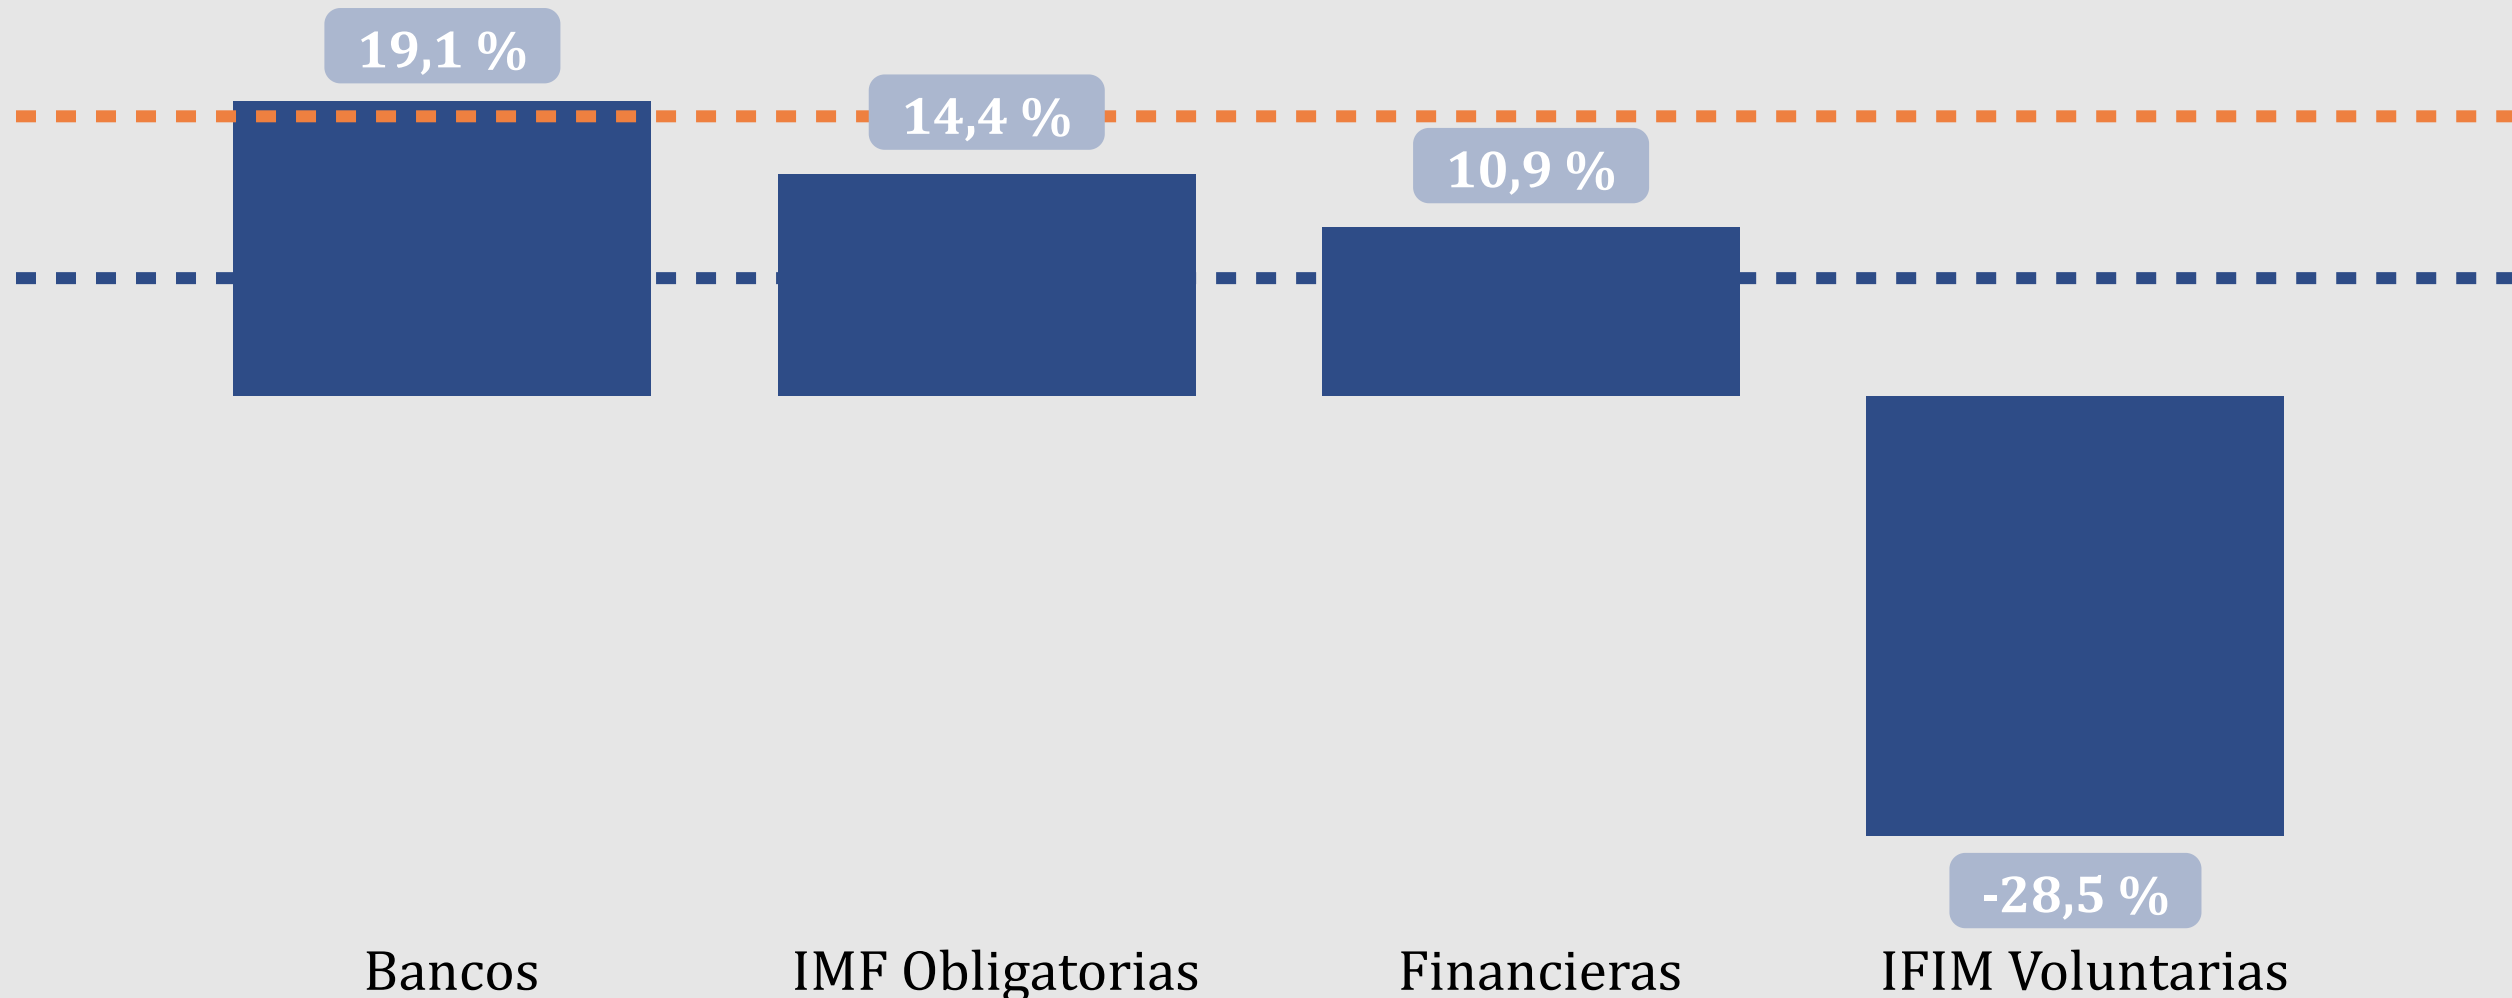 19,1 %
14,4 %
10,9 %
-28,5 %
Bancos
IMF Obligatorias
Financieras
IFIM Voluntarias